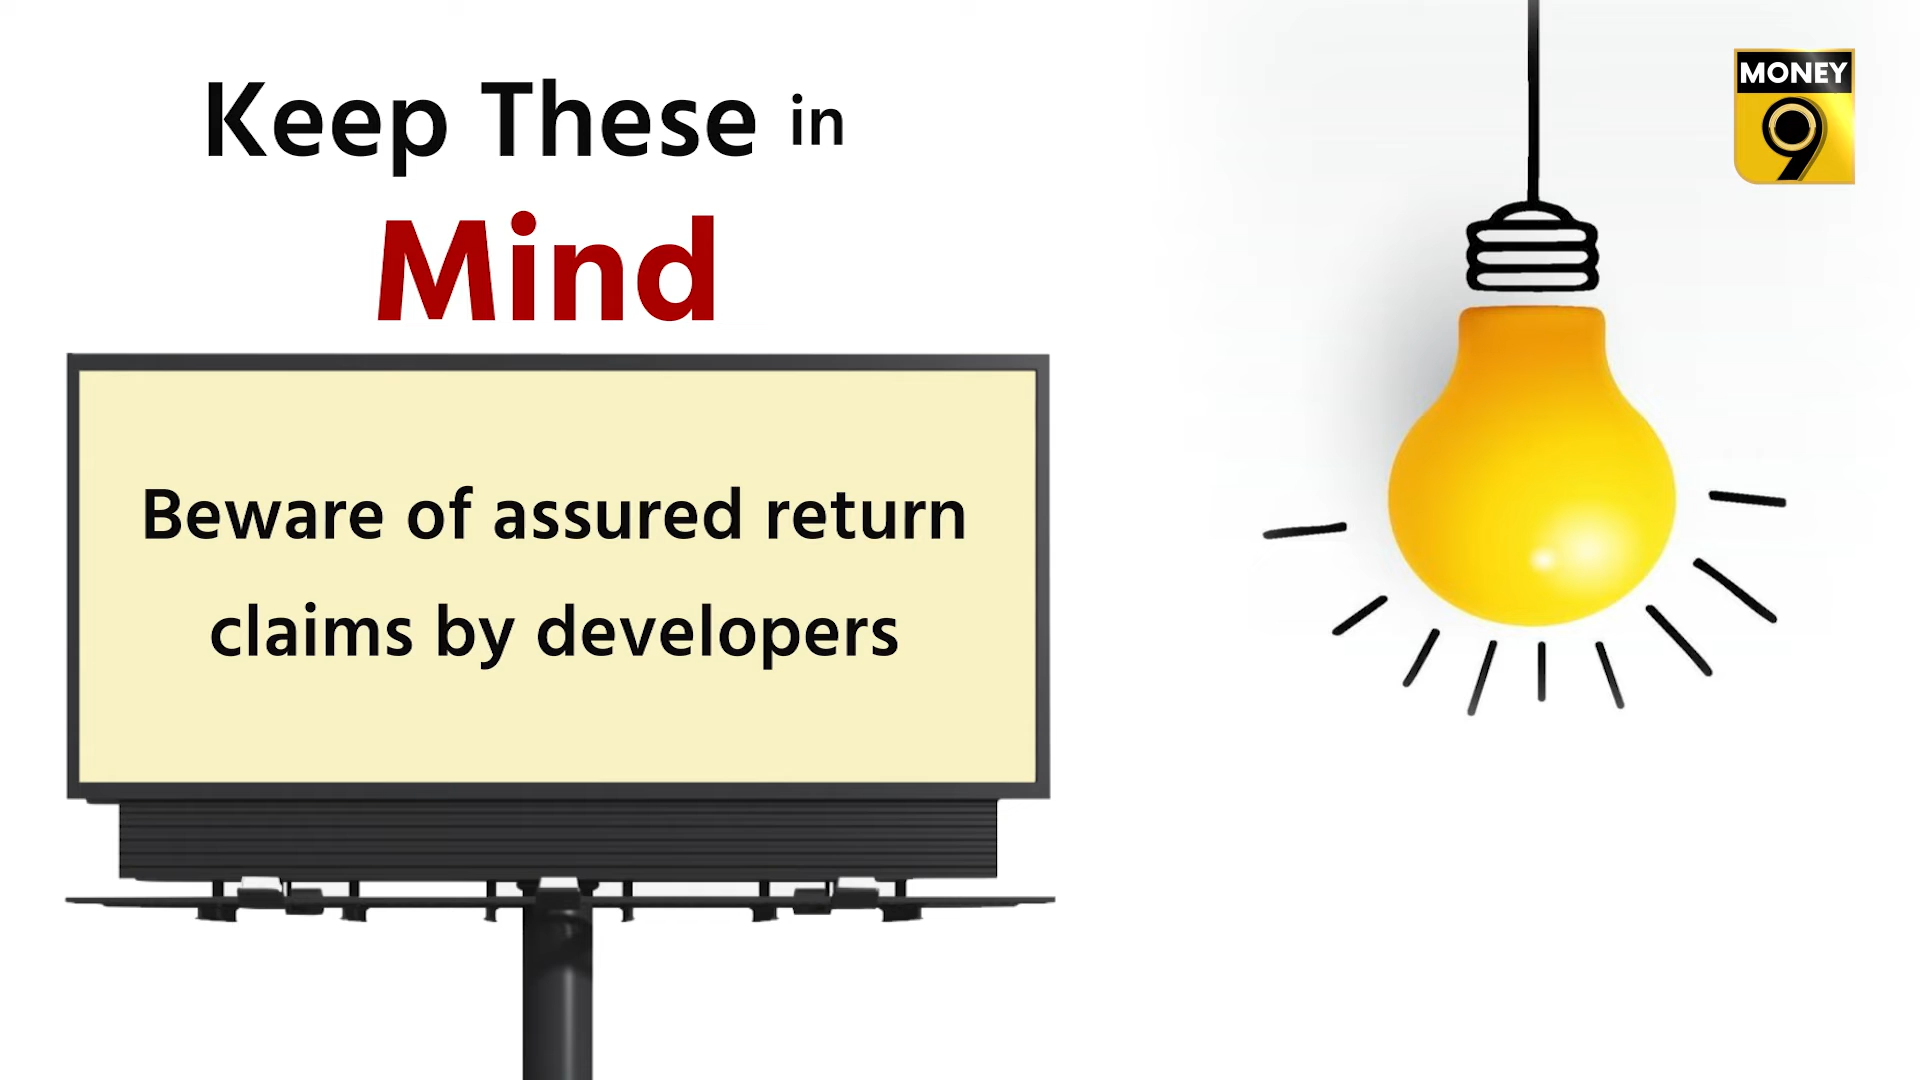 Keep These in
Mind
Beware of assured return
claims by developers
MONEY
9